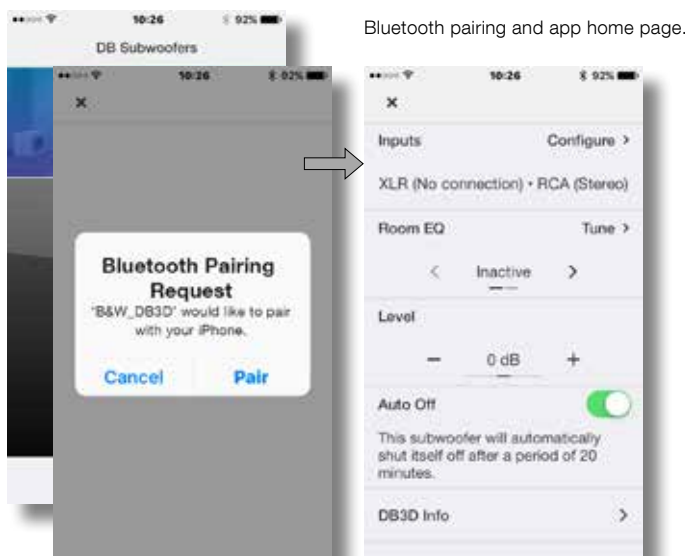 Bluetooth pairing and app home page.
10:26
92%
DB Subwoofers
10:26
92%
×
Bluetooth Pairing
Request
"B&W_DB3D" would like to pair
with your iPhone.
Cancel
Pair
10:26
92%
×
Inputs
Configure >
XLR (No connection) • RCA (Stereo)
Room EQ
Tune >
< Inactive >
Level
− 0 dB +
Auto Off
This subwoofer will automatically
shut itself off after a period of 20
minutes.
DB3D Info >